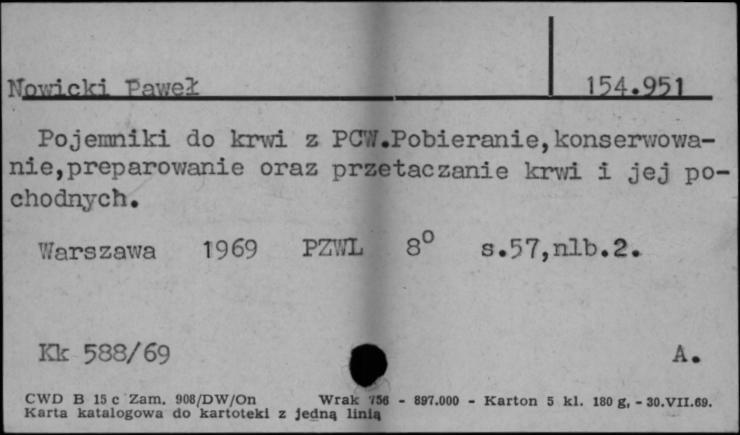 Nowicki Paweł 154.951
Pojemniki do krwi z PCW.Pobieranie,konserwowa-
nie,preparowanie oraz przetaczanie krwi i jej po-
chodnych.
Warszawa 1969 PZWL 8° s.57,nlb.2.
Kk 588/69 A.
CWD B 15 c Zam. 908/DW/On Wrak 756 - 897.000 - Karton 5 kl. 180 g, - 30.VII.69.
Karta katalogowa do kartoteki z jedną linią